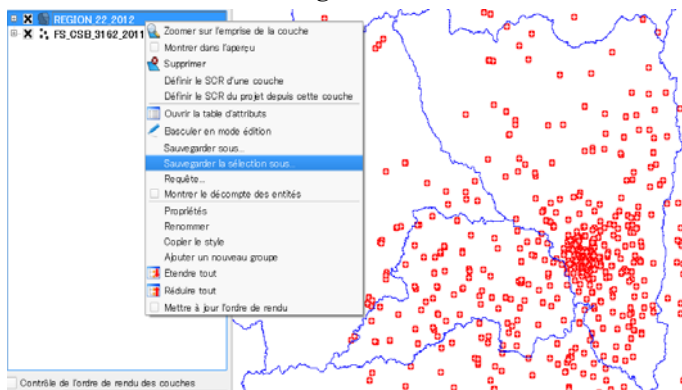 REGION_22_2012
FS_CSB_3162_2011
Zoomer sur l'emprise de la couche
Montrer dans l'aperçu
Supprimer
Définir le SCR d'une couche
Définir le SCR du projet depuis cette couche
Ouvrir la table d'attributs
Basculer en mode édition
Sauvegarder sous...
Sauvegarder la sélection sous...
Requête...
Montrer le décompte des entités
Propriétés
Renommer
Copier le style
Ajouter un nouveau groupe
Etendre tout
Réduire tout
Mettre à jour l'ordre de rendu
Contrôle de l'ordre de rendu des couches